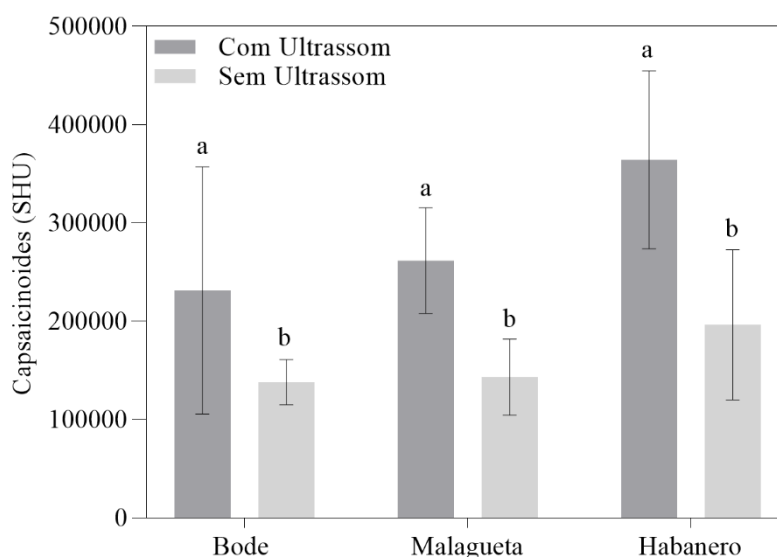 500000
Com Ultrassom
Sem Ultrassom
400000
300000
200000
100000
0
Capsaicinoides (SHU)
a
b
a
b
a
b
Bode
Malagueta
Habanero